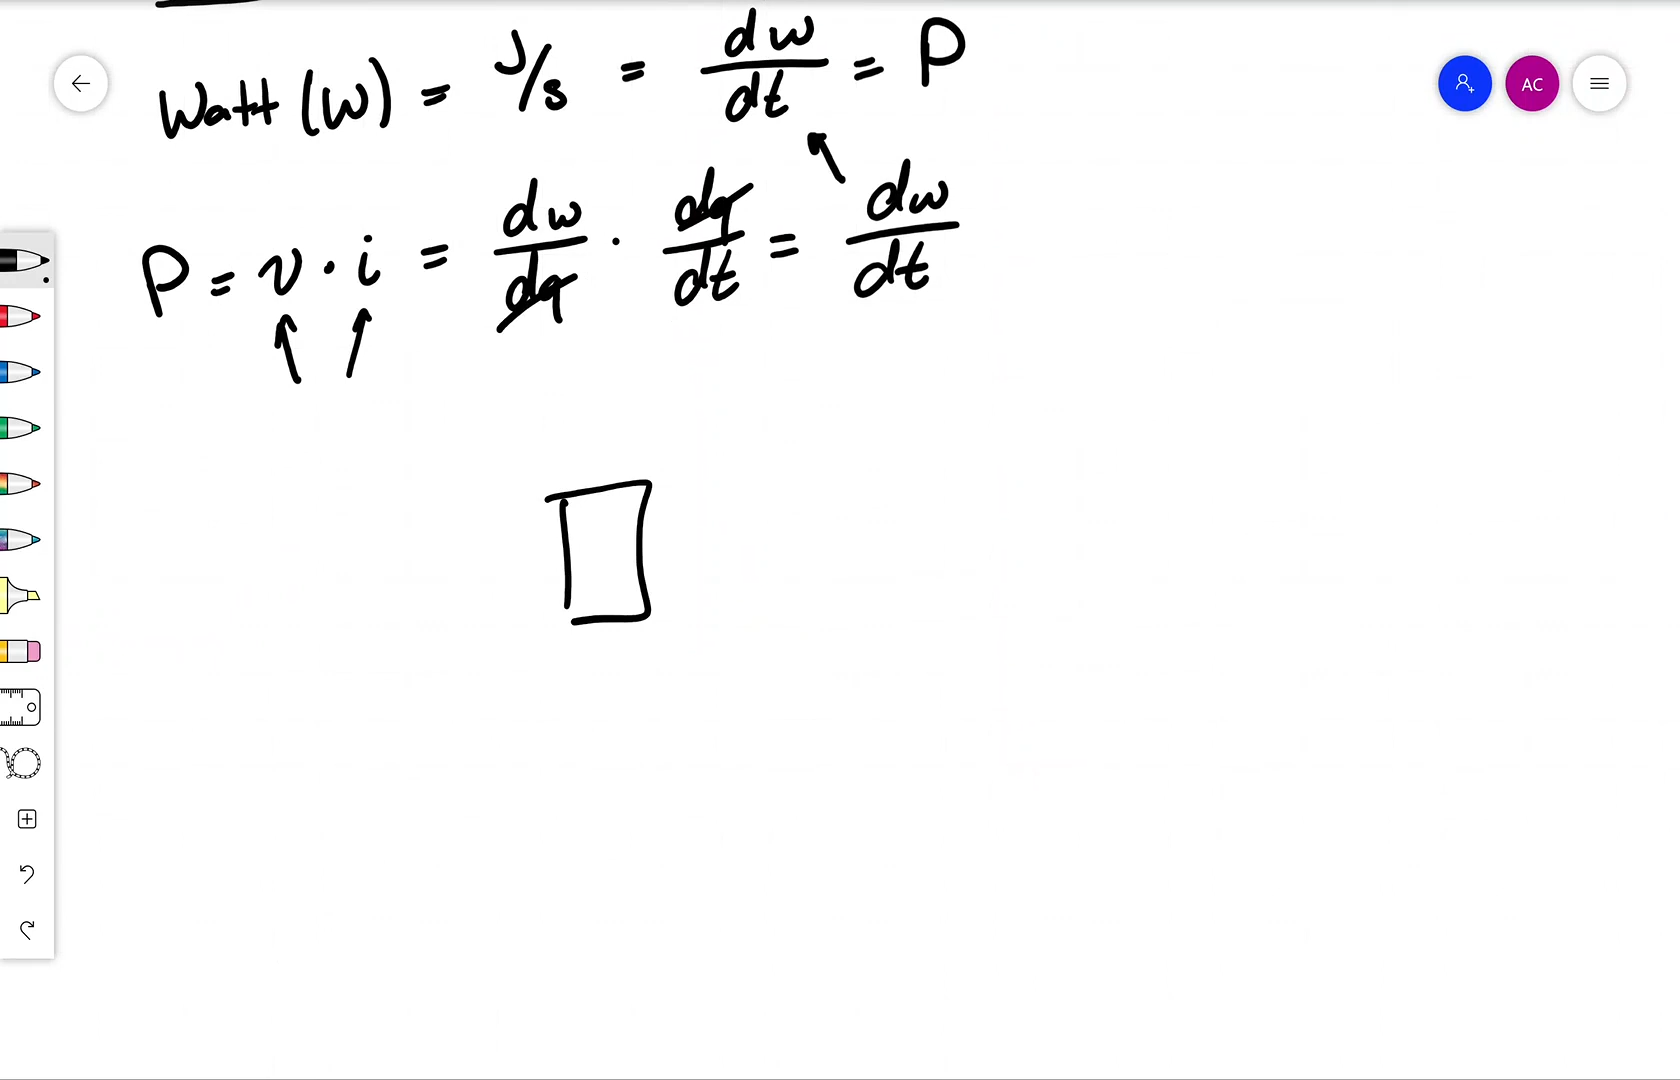 Watt (W) = J/s = dw/dt = P
AC
P = v · i = dw/dq · dq/dt = dw/dt